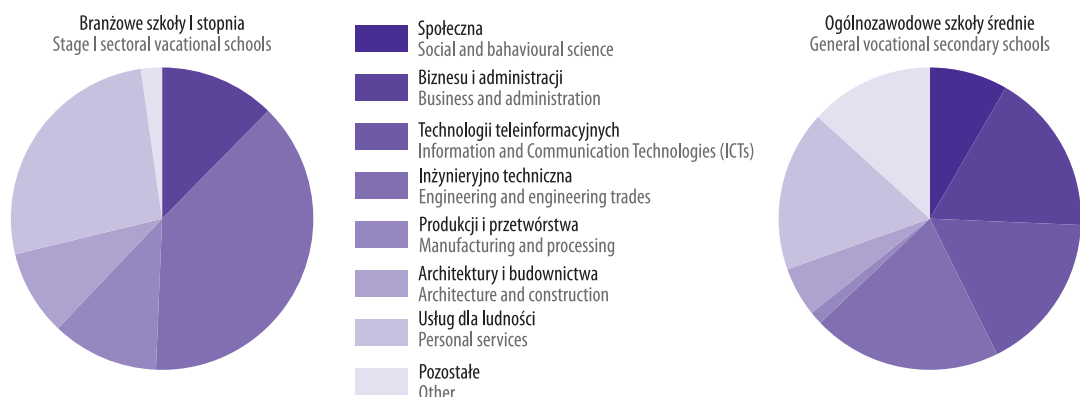 Branżowe szkoły I stopnia
Stage I sectoral vacational schools
Społeczna
Social and bahavioural science
Biznesu i administracji
Business and administration
Technologii teleinformacyjnych
Information and Communication Technologies (ICTs)
Inżynieryjno techniczna
Engineering and engineering trades
Produkcji i przetwórstwa
Manufacturing and processing
Architektury i budownictwa
Architecture and construction
Usług dla ludności
Personal services
Pozostałe
Other
Ogólnozawodowe szkoły średnie
General vocational secondary schools